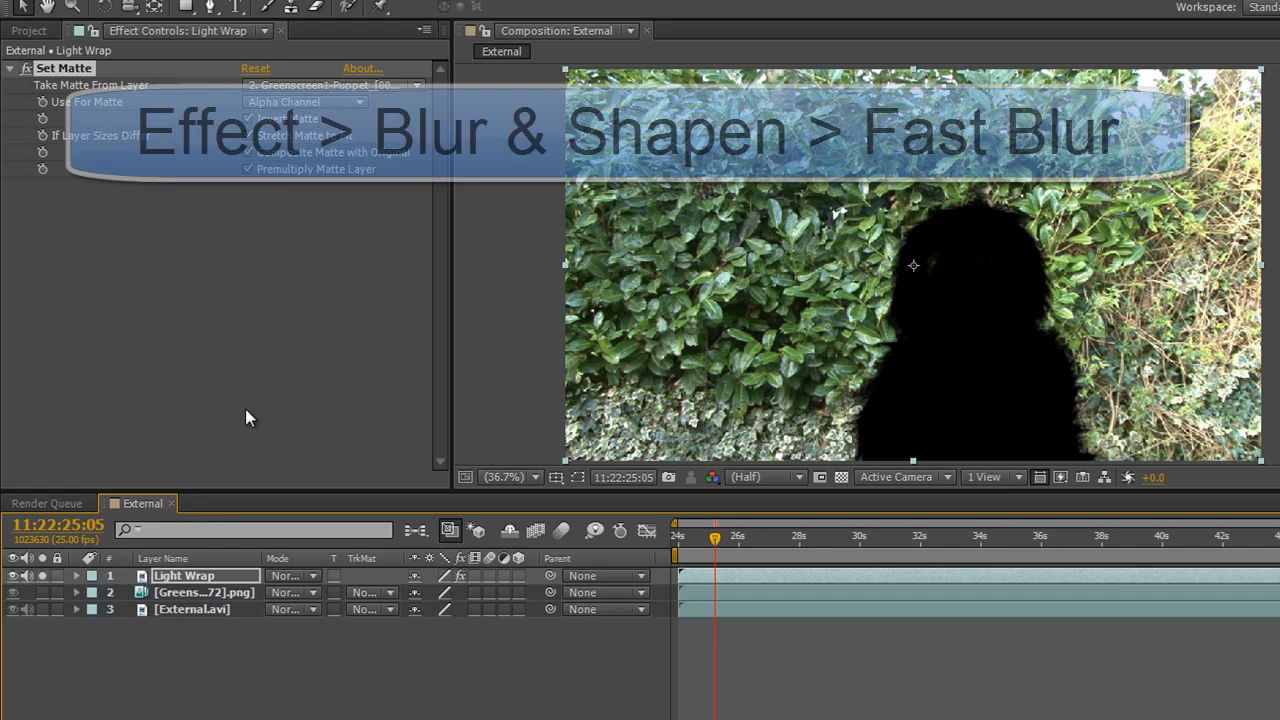 Workspace: Standa
Project
Effect Controls: Light Wrap
Composition: External
External • Light Wrap
External
fx Set Matte
Reset
About...
Take Matte From Layer
2. Greenscreen1-Puppet_[00...
Use For Matte
Alpha Channel
Invert Matte
If Layer Sizes Differ
Stretch Matte to Fit
Composite Matte with Original
Premultiply Matte Layer
Effect > Blur & Shapen > Fast Blur
(36.7%)
11:22:25:05
(Half)
Active Camera
1 View
+0.0
Render Queue
External
11:22:25:05
1023630 (25.00 fps)
24s
26s
28s
30s
32s
34s
36s
38s
40s
42s
#
Layer Name
Mode
T
TrkMat
fx
Parent
1
Light Wrap
Nor...
fx
None
2
[Greens...72].png
Nor...
No...
None
3
[External.avi]
Nor...
No...
None